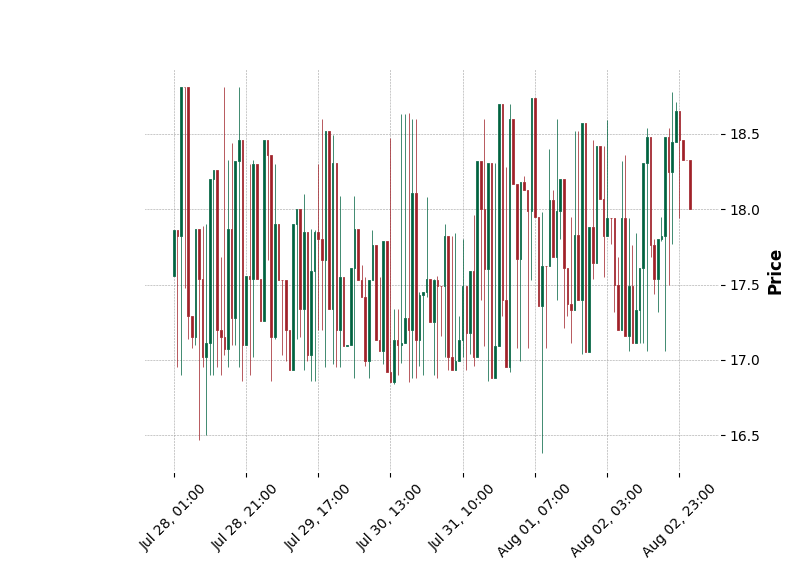 18.5
18.0
17.5
17.0
16.5
Price
Jul 28, 01:00
Jul 28, 21:00
Jul 29, 17:00
Jul 30, 13:00
Jul 31, 10:00
Aug 01, 07:00
Aug 02, 03:00
Aug 02, 23:00